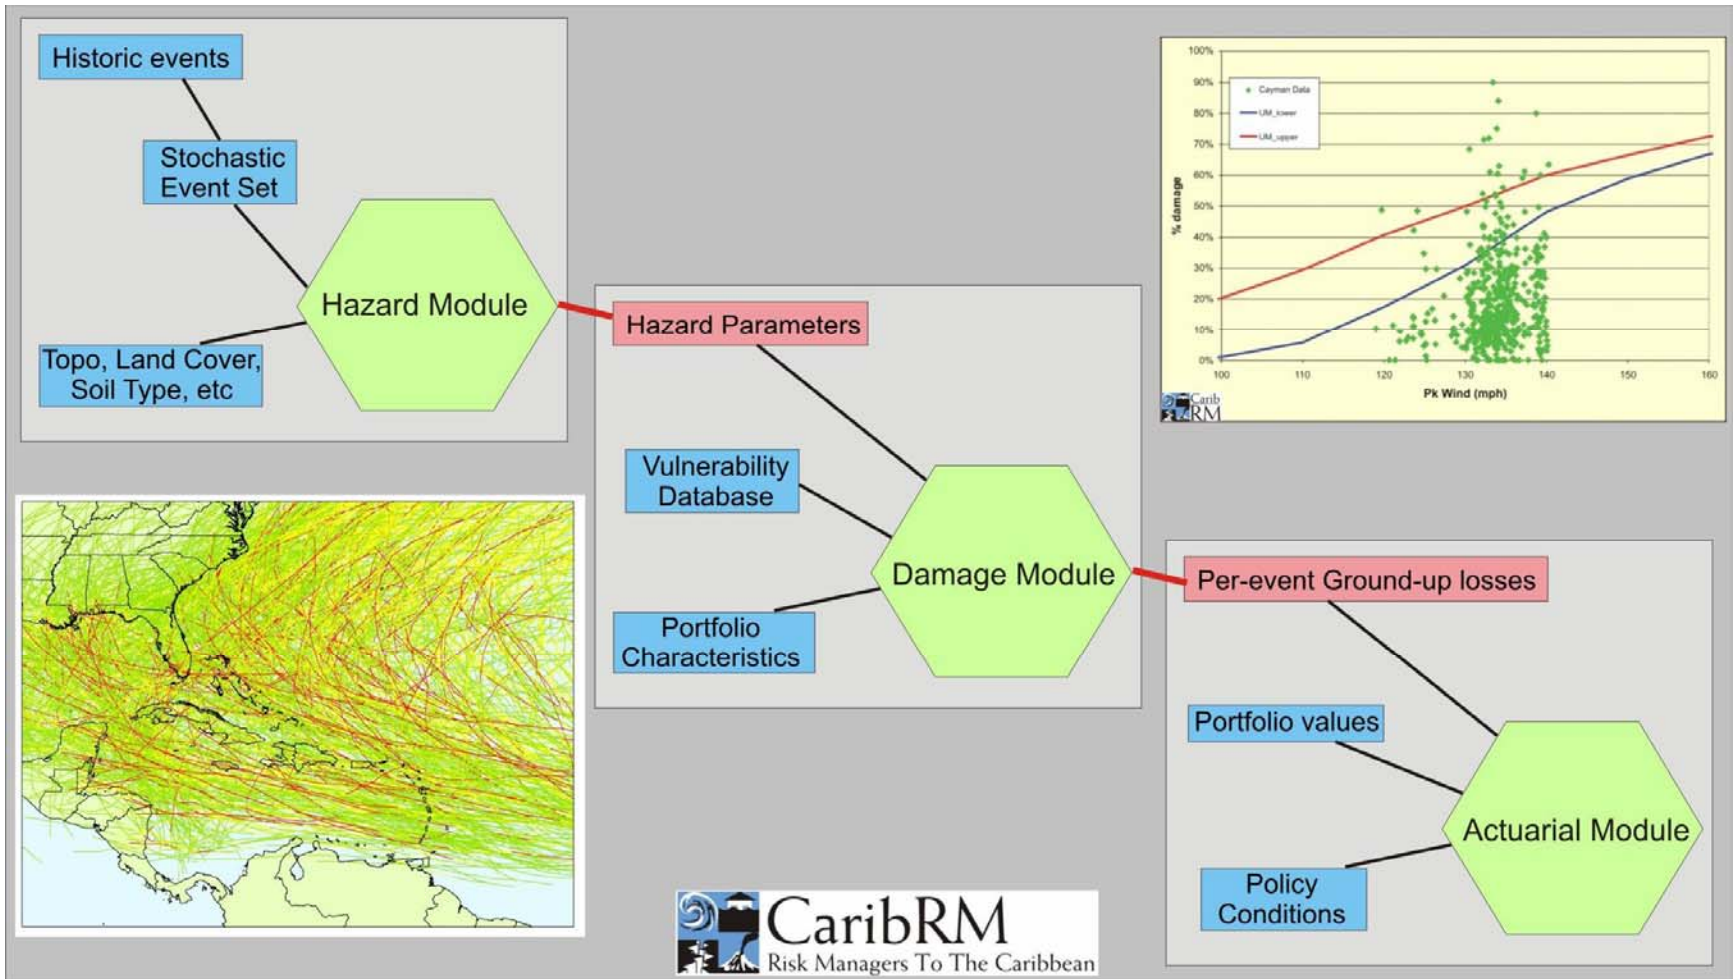 Historic events
Stochastic
Event Set
Hazard Module
Topo, Land Cover,
Soil Type, etc
Hazard Parameters
Vulnerability
Database
Damage Module
Portfolio
Characteristics
Per-event Ground-up losses
Portfolio values
Actuarial Module
Policy
Conditions
100%
90%
80%
70%
60%
50%
40%
30%
20%
10%
0%
% damage
Cayman Data
UM_lower
UM_upper
100 110 120 130 140 150 160
Pk Wind (mph)
Carib
RM
CaribRM
Risk Managers To The Caribbean